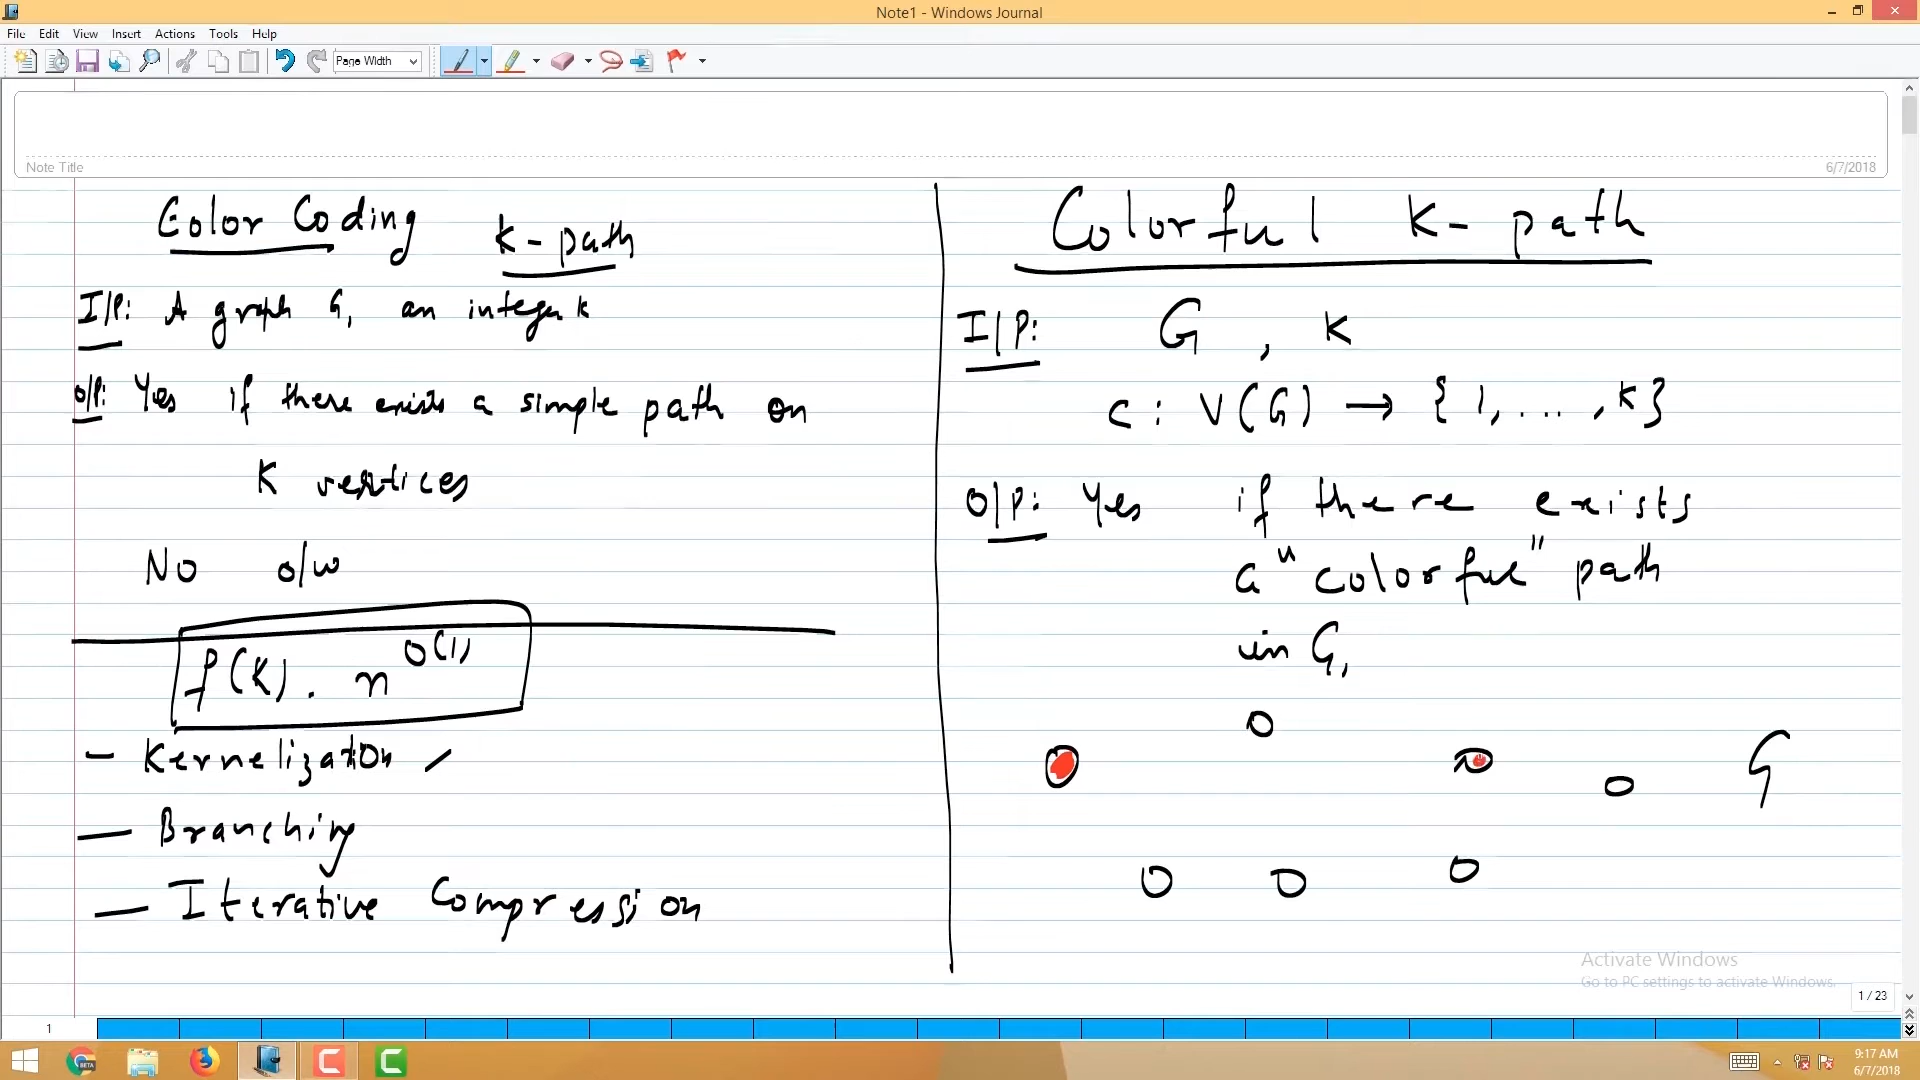 Note1 - Windows Journal
File Edit View Insert Actions Tools Help
Page Width
Note Title
6/7/2018
Color Coding
K-path
I/P: A graph G, an integer k
O/P: Yes if there exists a simple path on
K vertices
No o/w
f(K). n^O(1)
- Kernelization
- Branching
- Iterative Compression
Colorful K-path
I/P: G, K
C: V(G) → {1, ..., K}
O/P: Yes if there exists
a "colorful" path
in G,
G
Activate Windows
Go to PC settings to activate Windows.
1 / 23
1
BETA
9:17 AM
6/7/2018